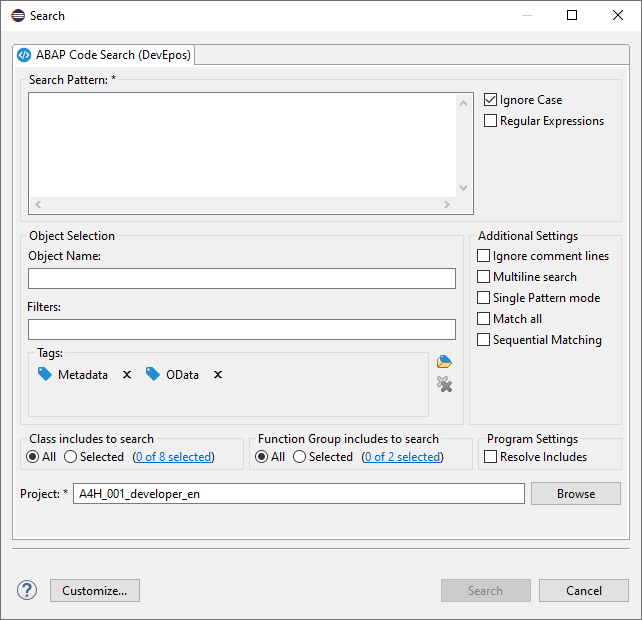 Search
ABAP Code Search (DevEpos)
Search Pattern: *
Ignore Case
Regular Expressions
Object Selection
Object Name:
Filters:
Tags:
Metadata
OData
Additional Settings
Ignore comment lines
Multiline search
Single Pattern mode
Match all
Sequential Matching
Class includes to search
All Selected (0 of 8 selected)
Function Group includes to search
All Selected (0 of 2 selected)
Program Settings
Resolve Includes
Project: * A4H_001_developer_en Browse
? Customize... Search Cancel